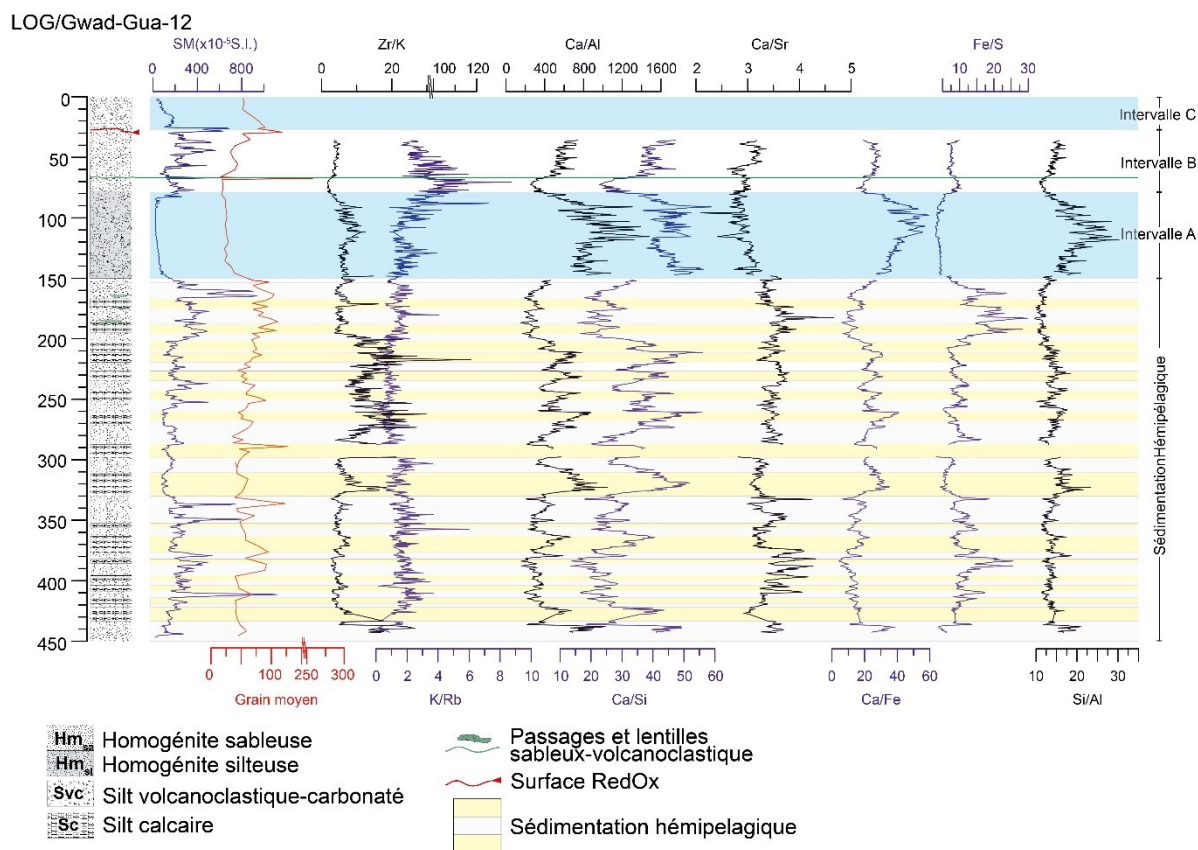 LOG/Gwad-Gua-12
SM(x10-5S.I.) Zr/K Ca/Al Ca/Sr Fe/S
0 800 0 20 100 120 0 400 800 1200 1600 2 3 4 5 10 20 30
400
0
50
100
150
200
250
300
350
400
450
Intervalle C
Intervalle B
Intervalle A
Sédimentation Hémipélagique
0 100 250 300 0 2 4 6 8 10 10 20 30 40 50 60 0 20 40 60 10 20 30
Grain moyen K/Rb Ca/Si Ca/Fe Si/Al
Hmsa Homogénite sableuse
Hmsi Homogénite silteuse
Svc Silt volcanoclastique-carbonaté
Sc Silt calcaire
Passages et lentilles
sableux-volcanoclastique
Surface RedOx
Sédimentation hémipelagique